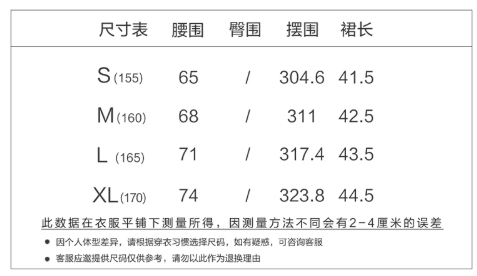 尺寸表 腰围 臀围 摆围 裙长
S(155) 65 / 304.6 41.5
M(160) 68 / 311 42.5
L (165) 71 / 317.4 43.5
XL(170) 74 / 323.8 44.5
此数据在衣服平铺下测量所得，因测量方法不同会有2-4厘米的误差
● 因个人体型差异，请根据穿衣习惯选择尺码，如有疑惑，可咨询客服
● 客服应邀提供尺码仅供参考，请勿以此作为退换理由